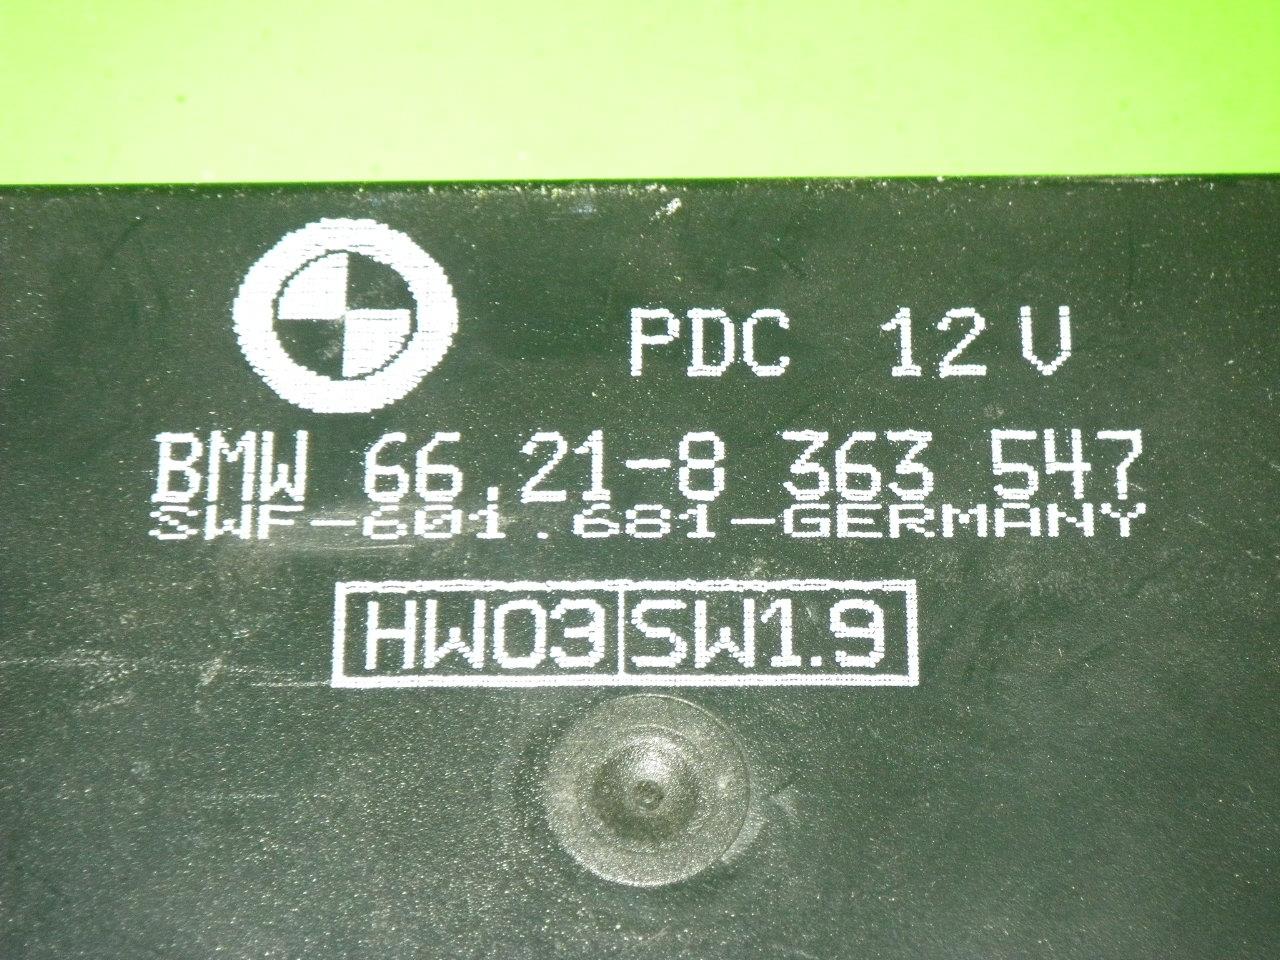 PDC 12V
BMW 66.21-8 363 547
SWF-601.681-GERMANY
HW03 SW1.9